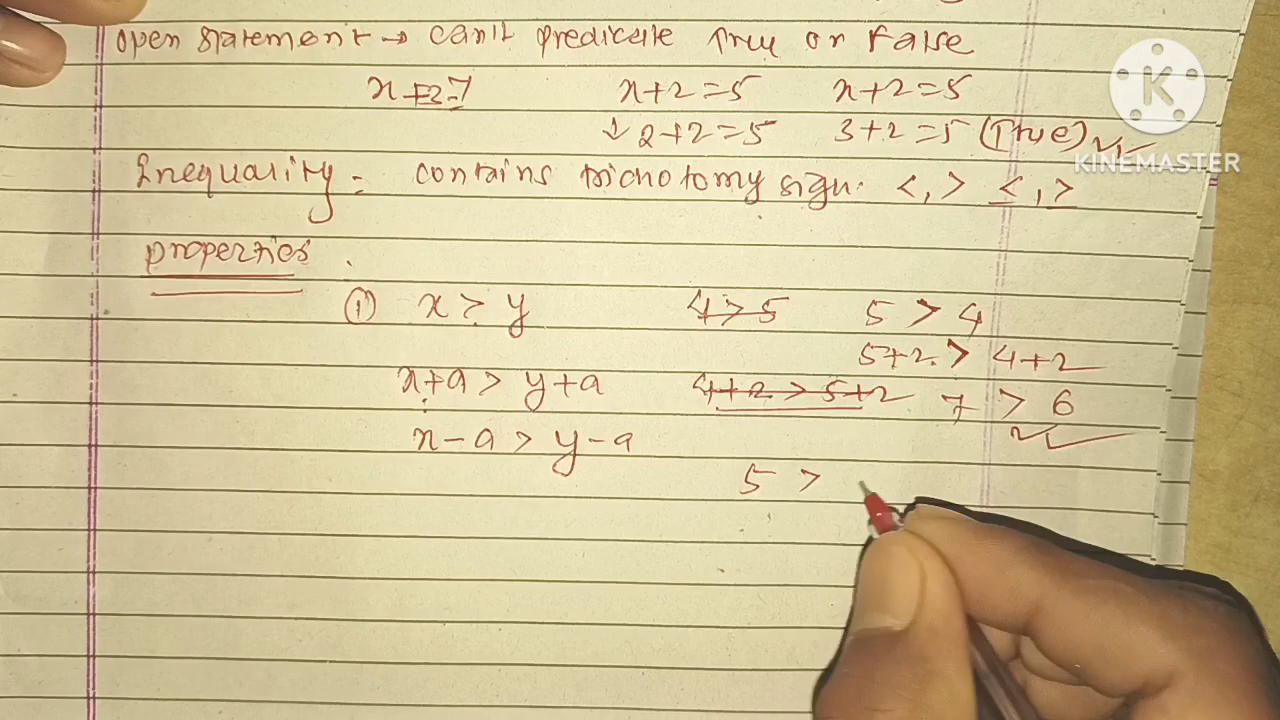 open statement → can't predicate True or False
x+2=7 x+2=5 x+2=5
↓ 2+2=5 3+2=5 (True)
K
KINEMASTER
Inequality = contains trichotomy sign. <, > ≤, ≥
properties.
① x > y 4>5 5 > 4
5+2 > 4+2
x+a > y+a 4+2 > 5+2 7 > 6
x-a > y-a
5 >